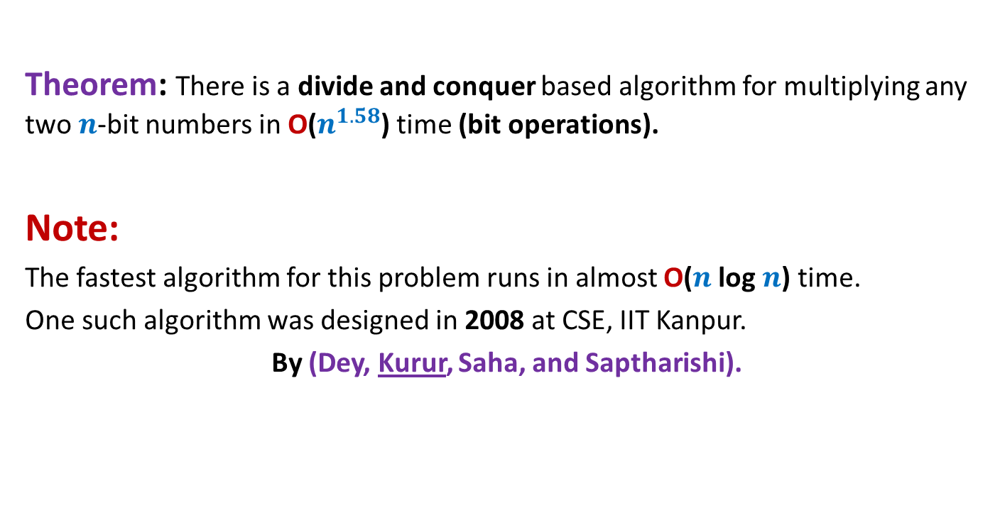 Theorem: There is a divide and conquer based algorithm for multiplying any
two n-bit numbers in O(n^1.58) time (bit operations).
Note:
The fastest algorithm for this problem runs in almost O(n log n) time.
One such algorithm was designed in 2008 at CSE, IIT Kanpur.
By (Dey, Kurur, Saha, and Saptharishi).